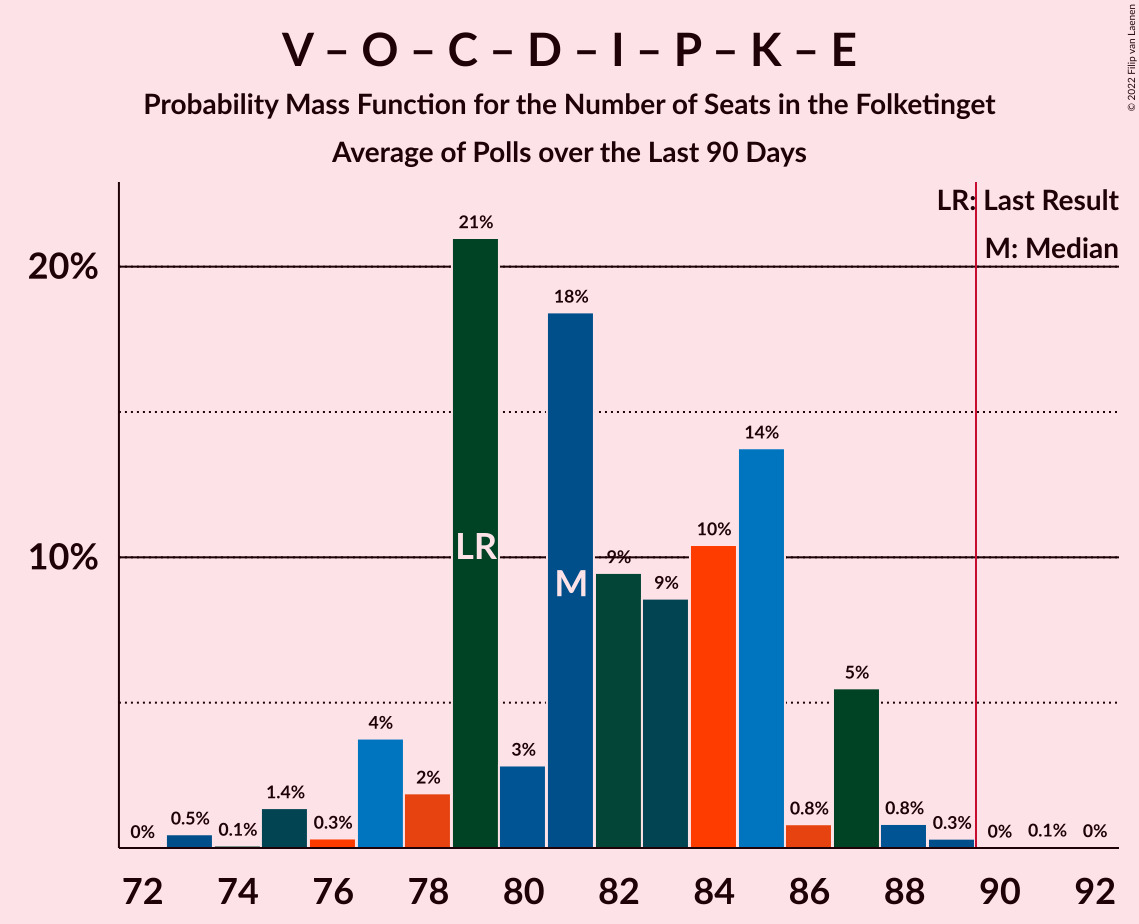 V – O – C – D – I – P – K – E
Probability Mass Function for the Number of Seats in the Folketinget
Average of Polls over the Last 90 Days
© 2022 Filip van Laenen
LR: Last Result
M: Median
20%
10%
0%
0.5%
0.1%
1.4%
0.3%
4%
2%
21%
3%
18%
9%
9%
10%
14%
0.8%
5%
0.8%
0.3%
0%
0.1%
0%
LR
M
72 74 76 78 80 82 84 86 88 90 92